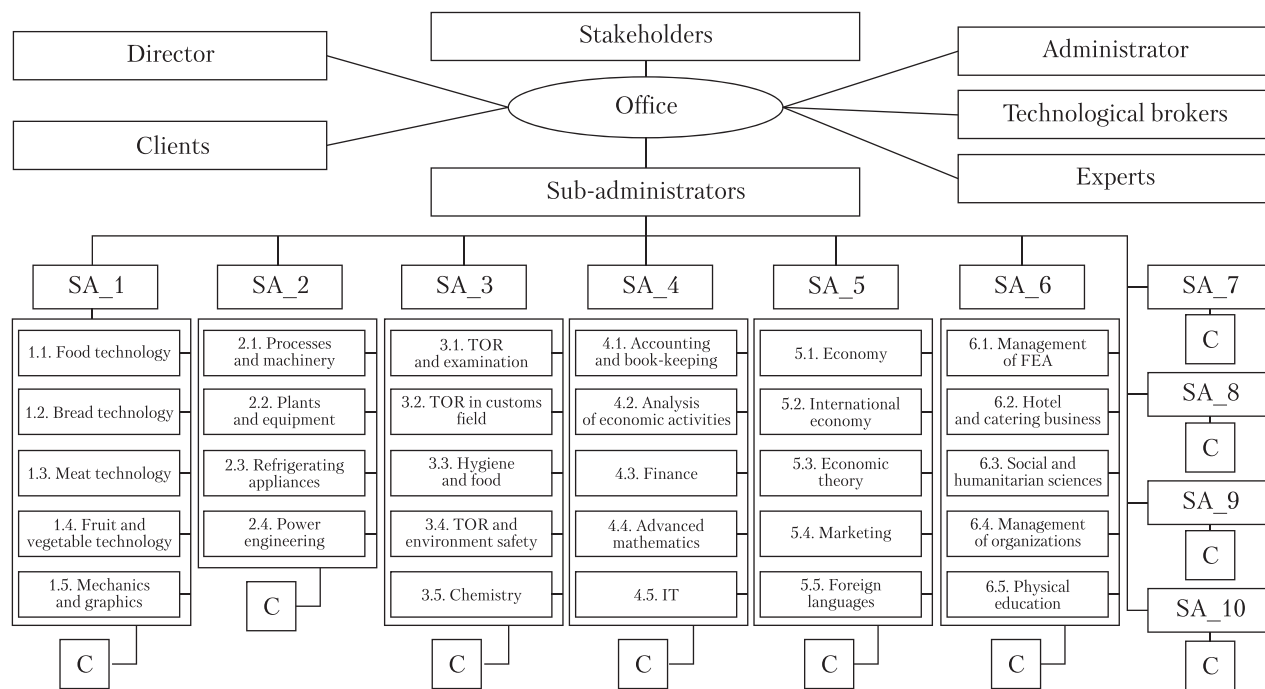 Stakeholders
Director
Administrator
Office
Technological brokers
Clients
Experts
Sub-administrators
SA_1
SA_2
SA_3
SA_4
SA_5
SA_6
SA_7
C
SA_8
C
SA_9
C
SA_10
C
1.1. Food technology
1.2. Bread technology
1.3. Meat technology
1.4. Fruit and
vegetable technology
1.5. Mechanics
and graphics
C
2.1. Processes
and machinery
2.2. Plants
and equipment
2.3. Refrigerating
appliances
2.4. Power
engineering
C
3.1. TOR
and examination
3.2. TOR in customs
field
3.3. Hygiene
and food
3.4. TOR and
environment safety
3.5. Chemistry
C
4.1. Accounting
and book-keeping
4.2. Analysis
of economic activities
4.3. Finance
4.4. Advanced
mathematics
4.5. IT
C
5.1. Economy
5.2. International
economy
5.3. Economic
theory
5.4. Marketing
5.5. Foreign
languages
C
6.1. Management
of FEA
6.2. Hotel
and catering business
6.3. Social and
humanitarian sciences
6.4. Management
of organizations
6.5. Physical
education
C